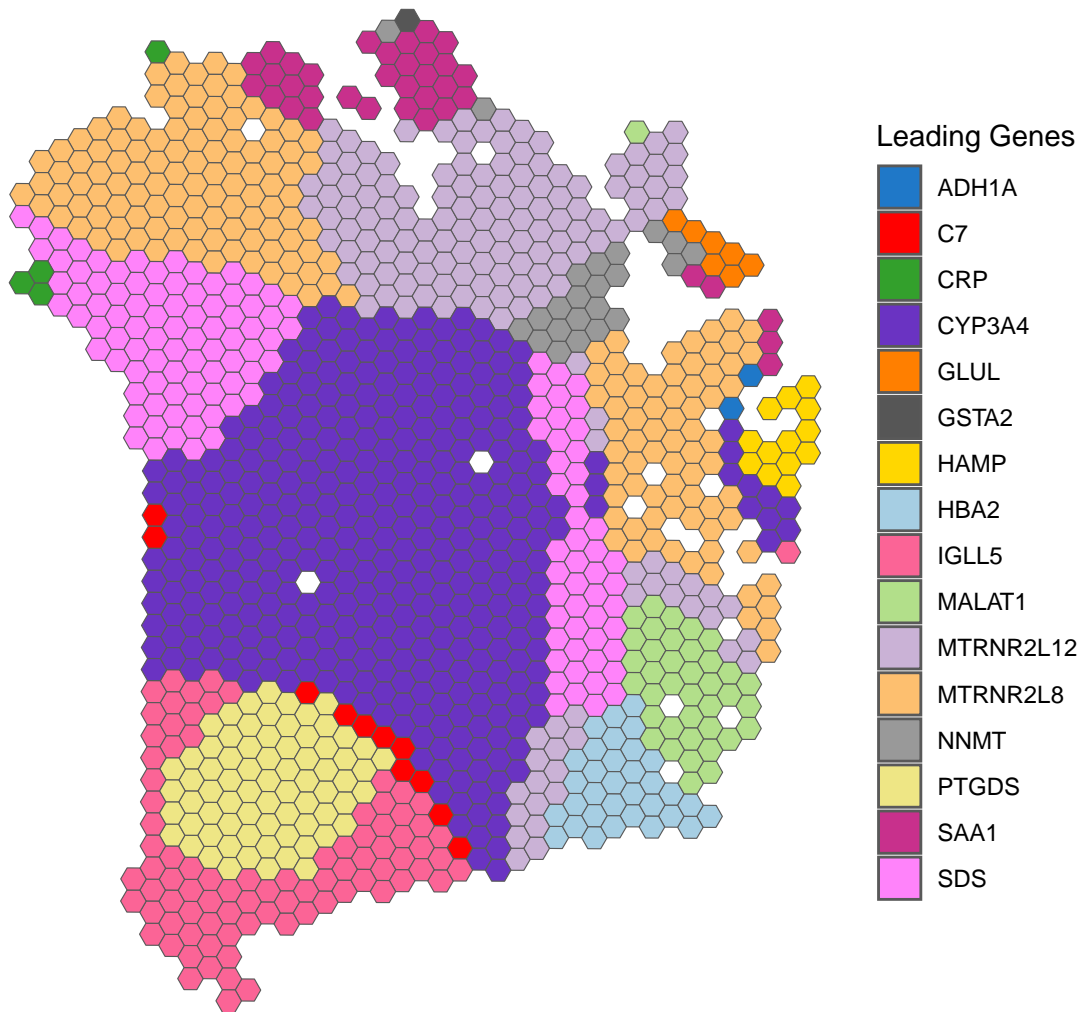 Leading Genes
ADH1A
C7
CRP
CYP3A4
GLUL
GSTA2
HAMP
HBA2
IGLL5
MALAT1
MTRNR2L12
MTRNR2L8
NNMT
PTGDS
SAA1
SDS